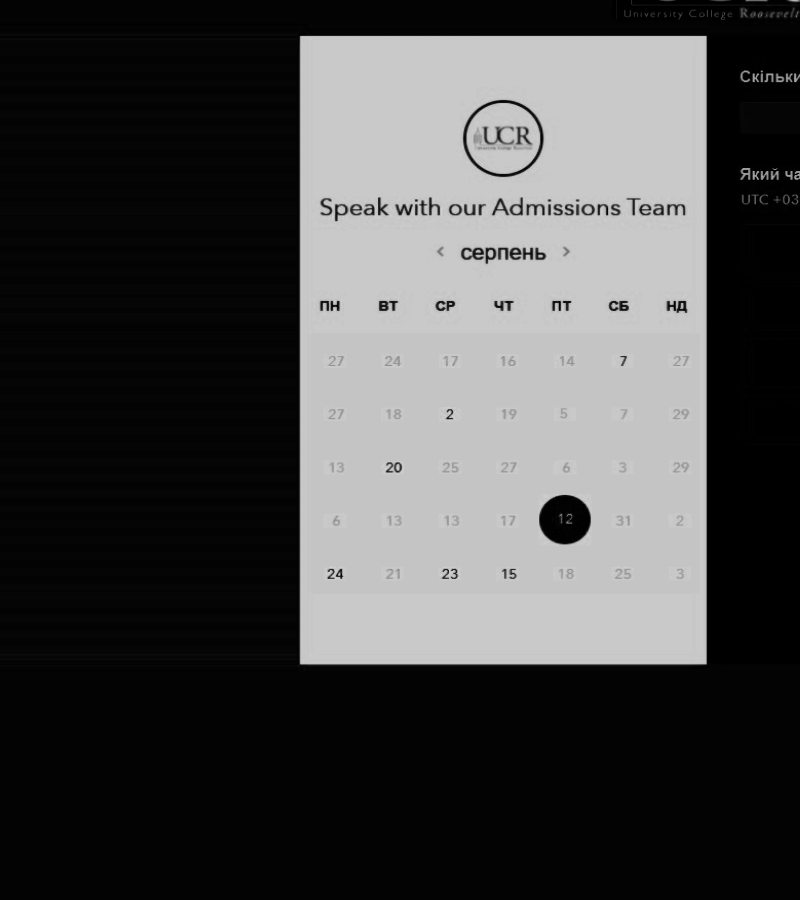 University College Roosevelt
Скільки
UCR
Speak with our Admissions Team
Який ча
UTC +03
‹ серпень ›
ПН ВТ СР ЧТ ПТ СБ НД
27 24 17 16 14 7 27
27 18 2 19 5 7 29
13 20 25 27 6 3 29
6 13 13 17 12 31 2
24 21 23 15 18 25 3